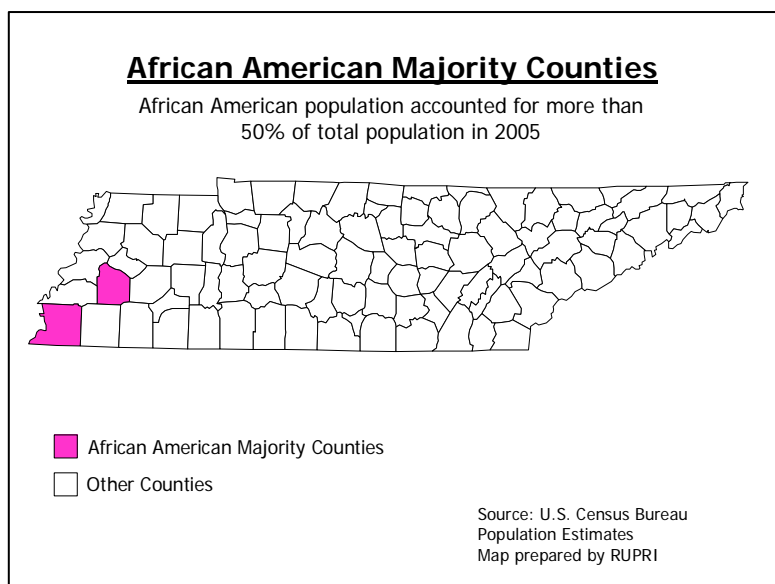 African American Majority Counties
African American population accounted for more than
50% of total population in 2005
African American Majority Counties
Other Counties
Source: U.S. Census Bureau
Population Estimates
Map prepared by RUPRI